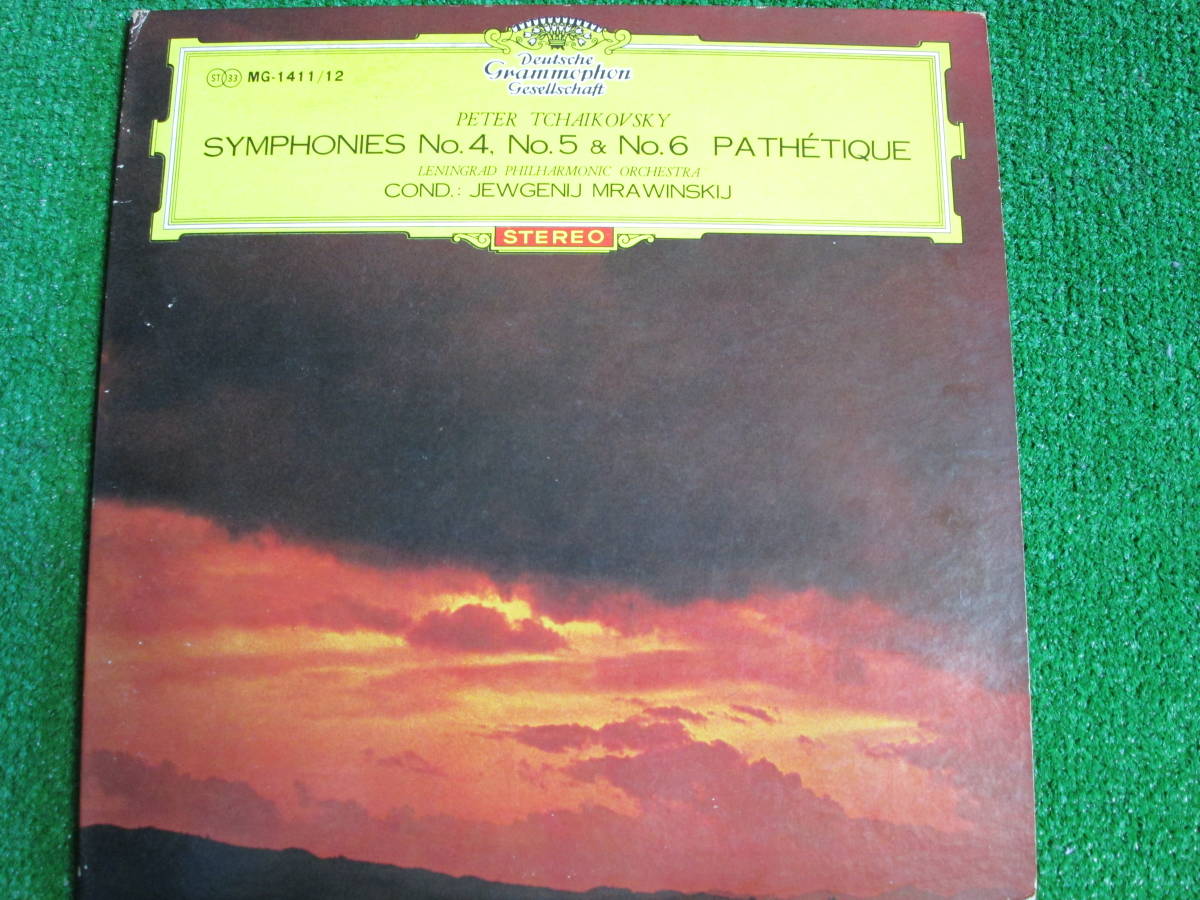 Deutsche
Grammophon
Gesellschaft
ST 33 MG-1411/12
PETER TCHAIKOVSKY
SYMPHONIES No.4, No.5 & No.6 PATHÉTIQUE
LENINGRAD PHILHARMONIC ORCHESTRA
COND.: JEWGENIJ MRAWINSKIJ
STEREO